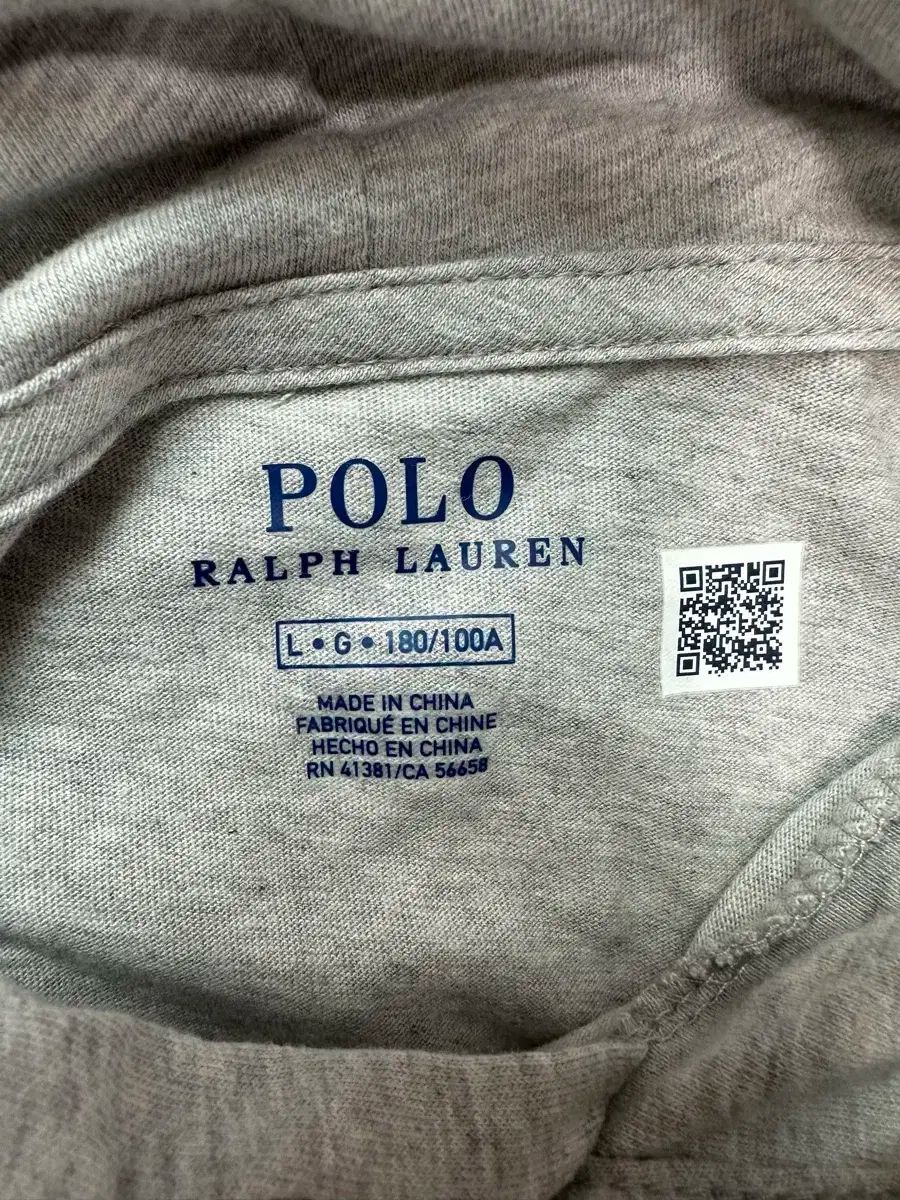 POLO
RALPH LAUREN
L • G • 180/100A
MADE IN CHINA
FABRIQUÉ EN CHINE
HECHO EN CHINA
RN 41381/CA 56658